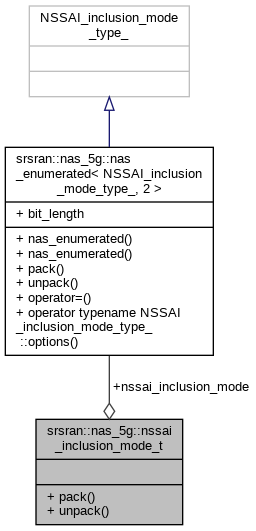 NSSAI_inclusion_mode
_type_
srsran::nas_5g::nas
_enumerated< NSSAI_inclusion
_mode_type_, 2 >
+ bit_length
+ nas_enumerated()
+ nas_enumerated()
+ pack()
+ unpack()
+ operator=()
+ operator typename NSSAI
_inclusion_mode_type_
::options()
+nssai_inclusion_mode
srsran::nas_5g::nssai
_inclusion_mode_t
+ pack()
+ unpack()